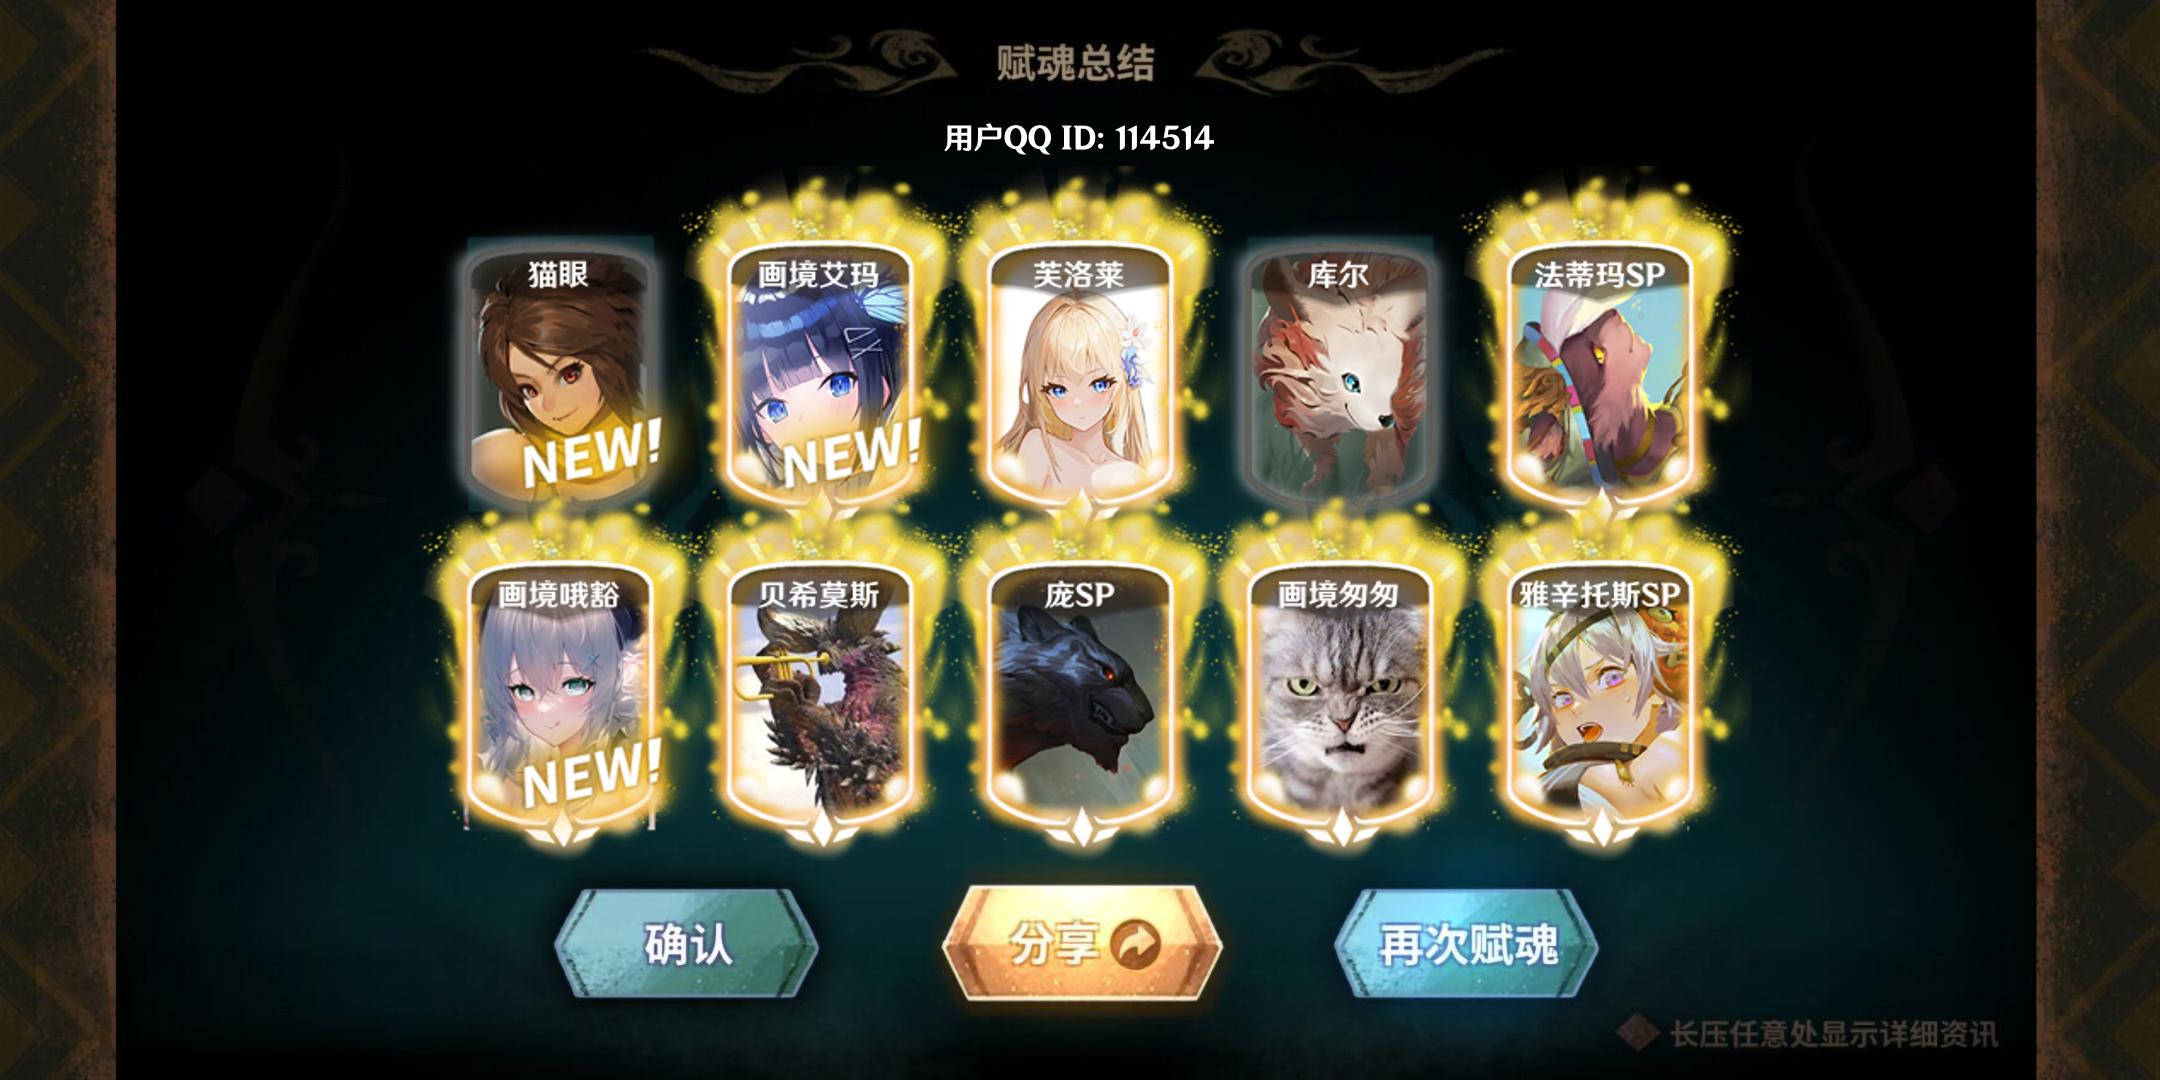 赋魂总结
用户QQ ID: 114514
猫眼
NEW!
画境艾玛
NEW!
芙洛莱
库尔
法蒂玛SP
画境哦豁
NEW!
贝希莫斯
庞SP
画境匆匆
雅辛托斯SP
确认
分享
再次赋魂
长压任意处显示详细资讯